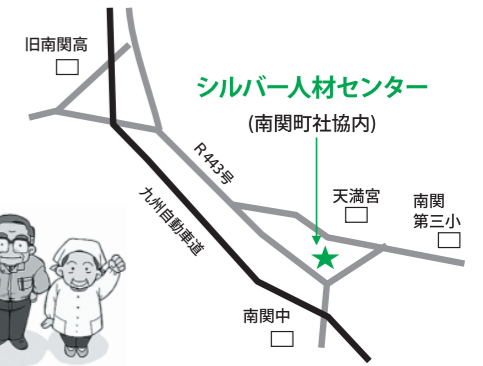 旧南関高
シルバー人材センター
(南関町社協内)
R443号
九州自動車道
天満宮
南関
第三小
南関中